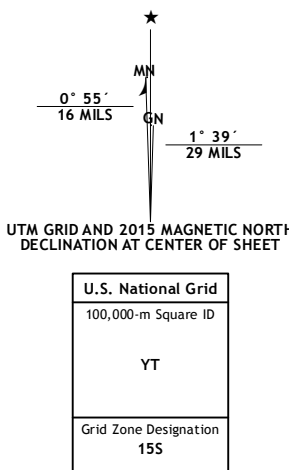 ★
MN
0° 55´
16 MILS
GN
1° 39´
29 MILS
UTM GRID AND 2015 MAGNETIC NORTH
DECLINATION AT CENTER OF SHEET
U.S. National Grid
100,000-m Square ID
YT
Grid Zone Designation
15S